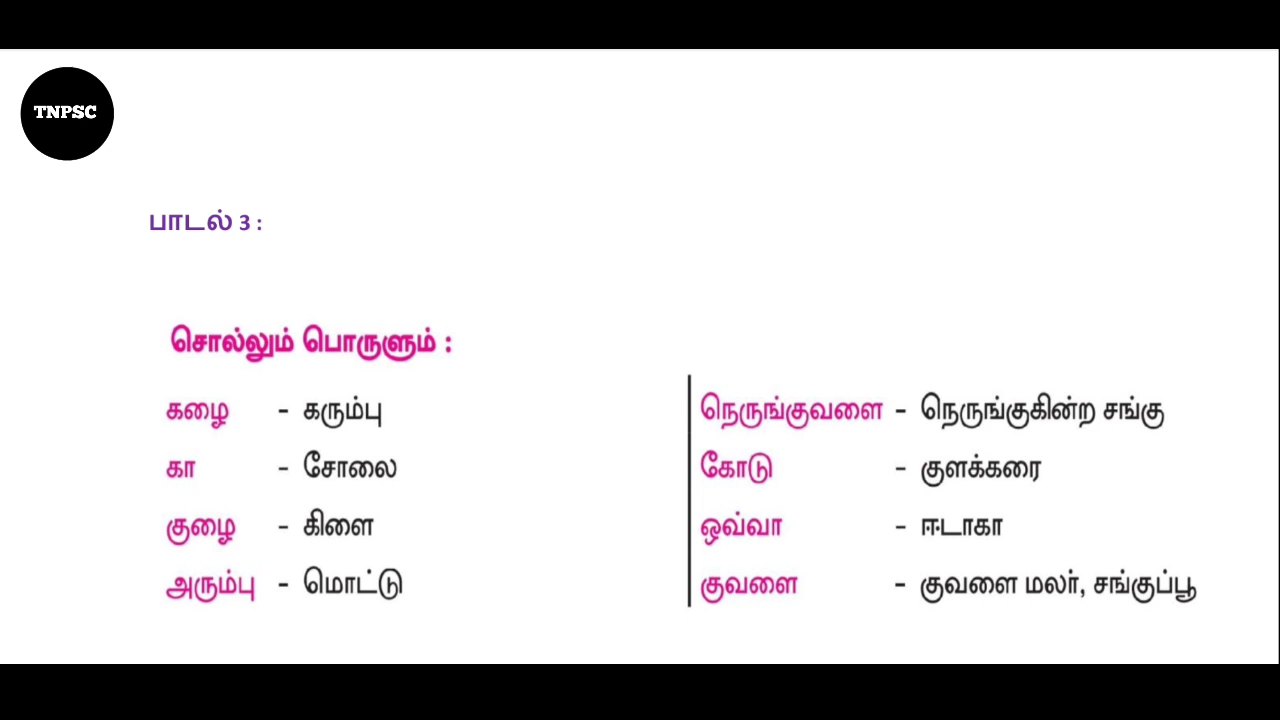 TNPSC
பாடல் 3 :
சொல்லும் பொருளும் :
கழை - கரும்பு
கா - சோலை
குழை - கிளை
அரும்பு - மொட்டு
நெருங்குவளை - நெருங்குகின்ற சங்கு
கோடு - குளக்கரை
ஒவ்வா - ஈடாகா
குவளை - குவளை மலர், சங்குப்பூ